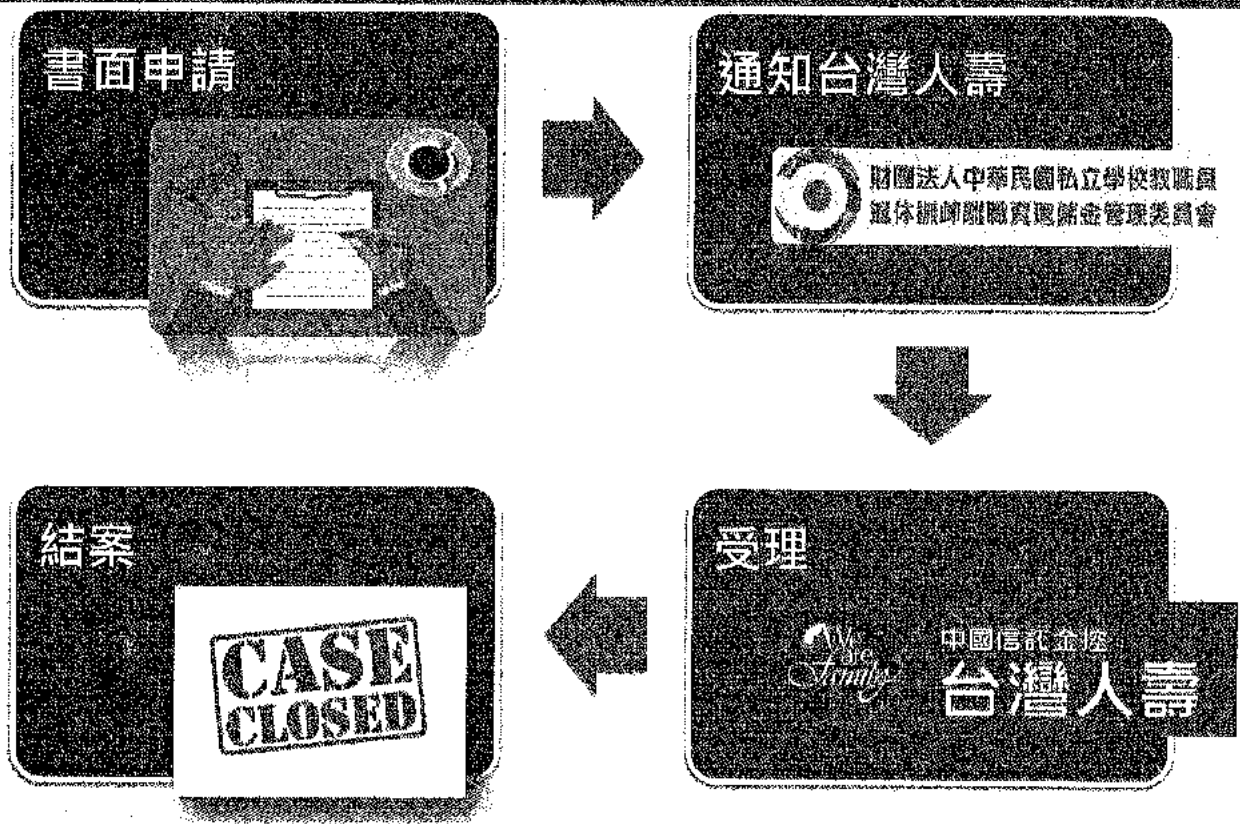 書面申請
通知台灣人壽
財團法人中華民國私立學校教職員
退休撫卹離職資遣儲金管理委員會
受理
We are
Family
中國信託金控
台灣人壽
結案
CASE
CLOSED